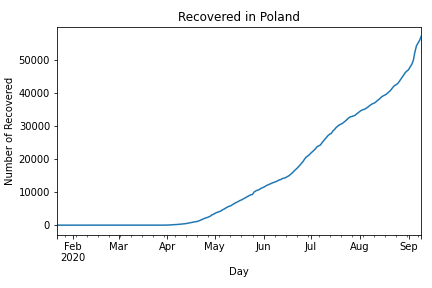 Recovered in Poland
Number of Recovered
50000
40000
30000
20000
10000
0
Feb Mar Apr May Jun Jul Aug Sep
2020
Day